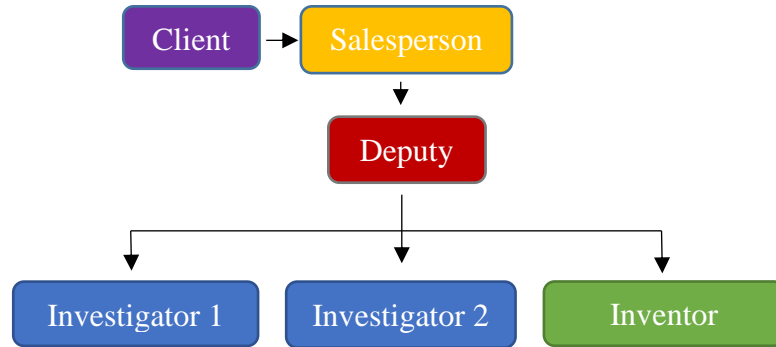 Client
Salesperson
Deputy
Investigator 1
Investigator 2
Inventor